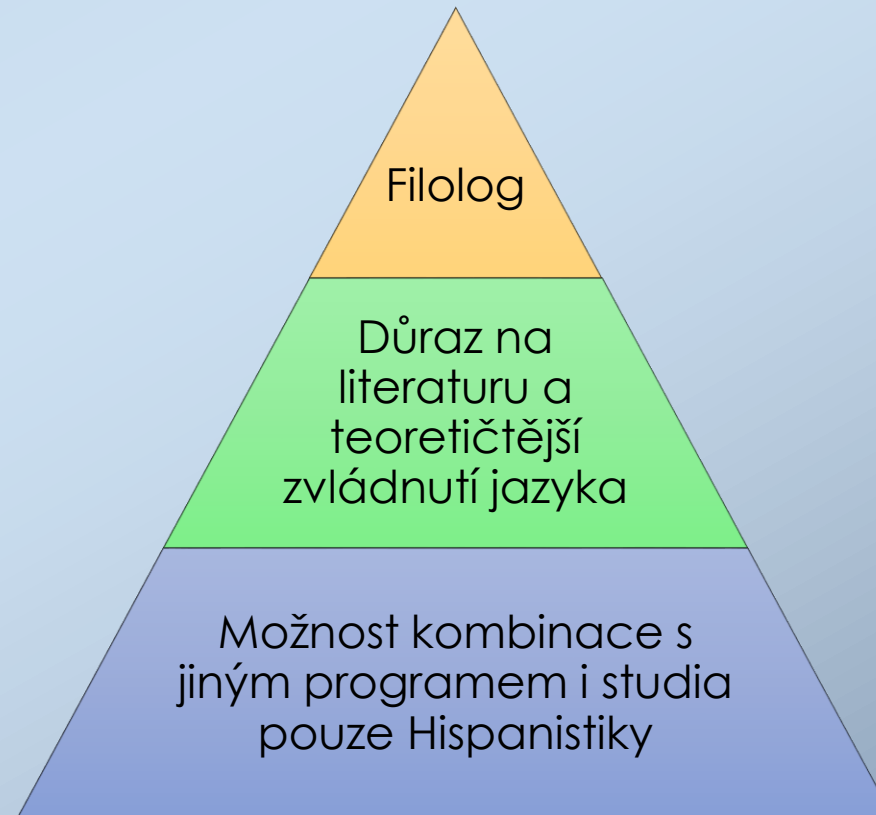 Filolog
Důraz na
literaturu a
teoretičtější
zvládnutí jazyka
Možnost kombinace s
jiným programem i studia
pouze Hispanistiky